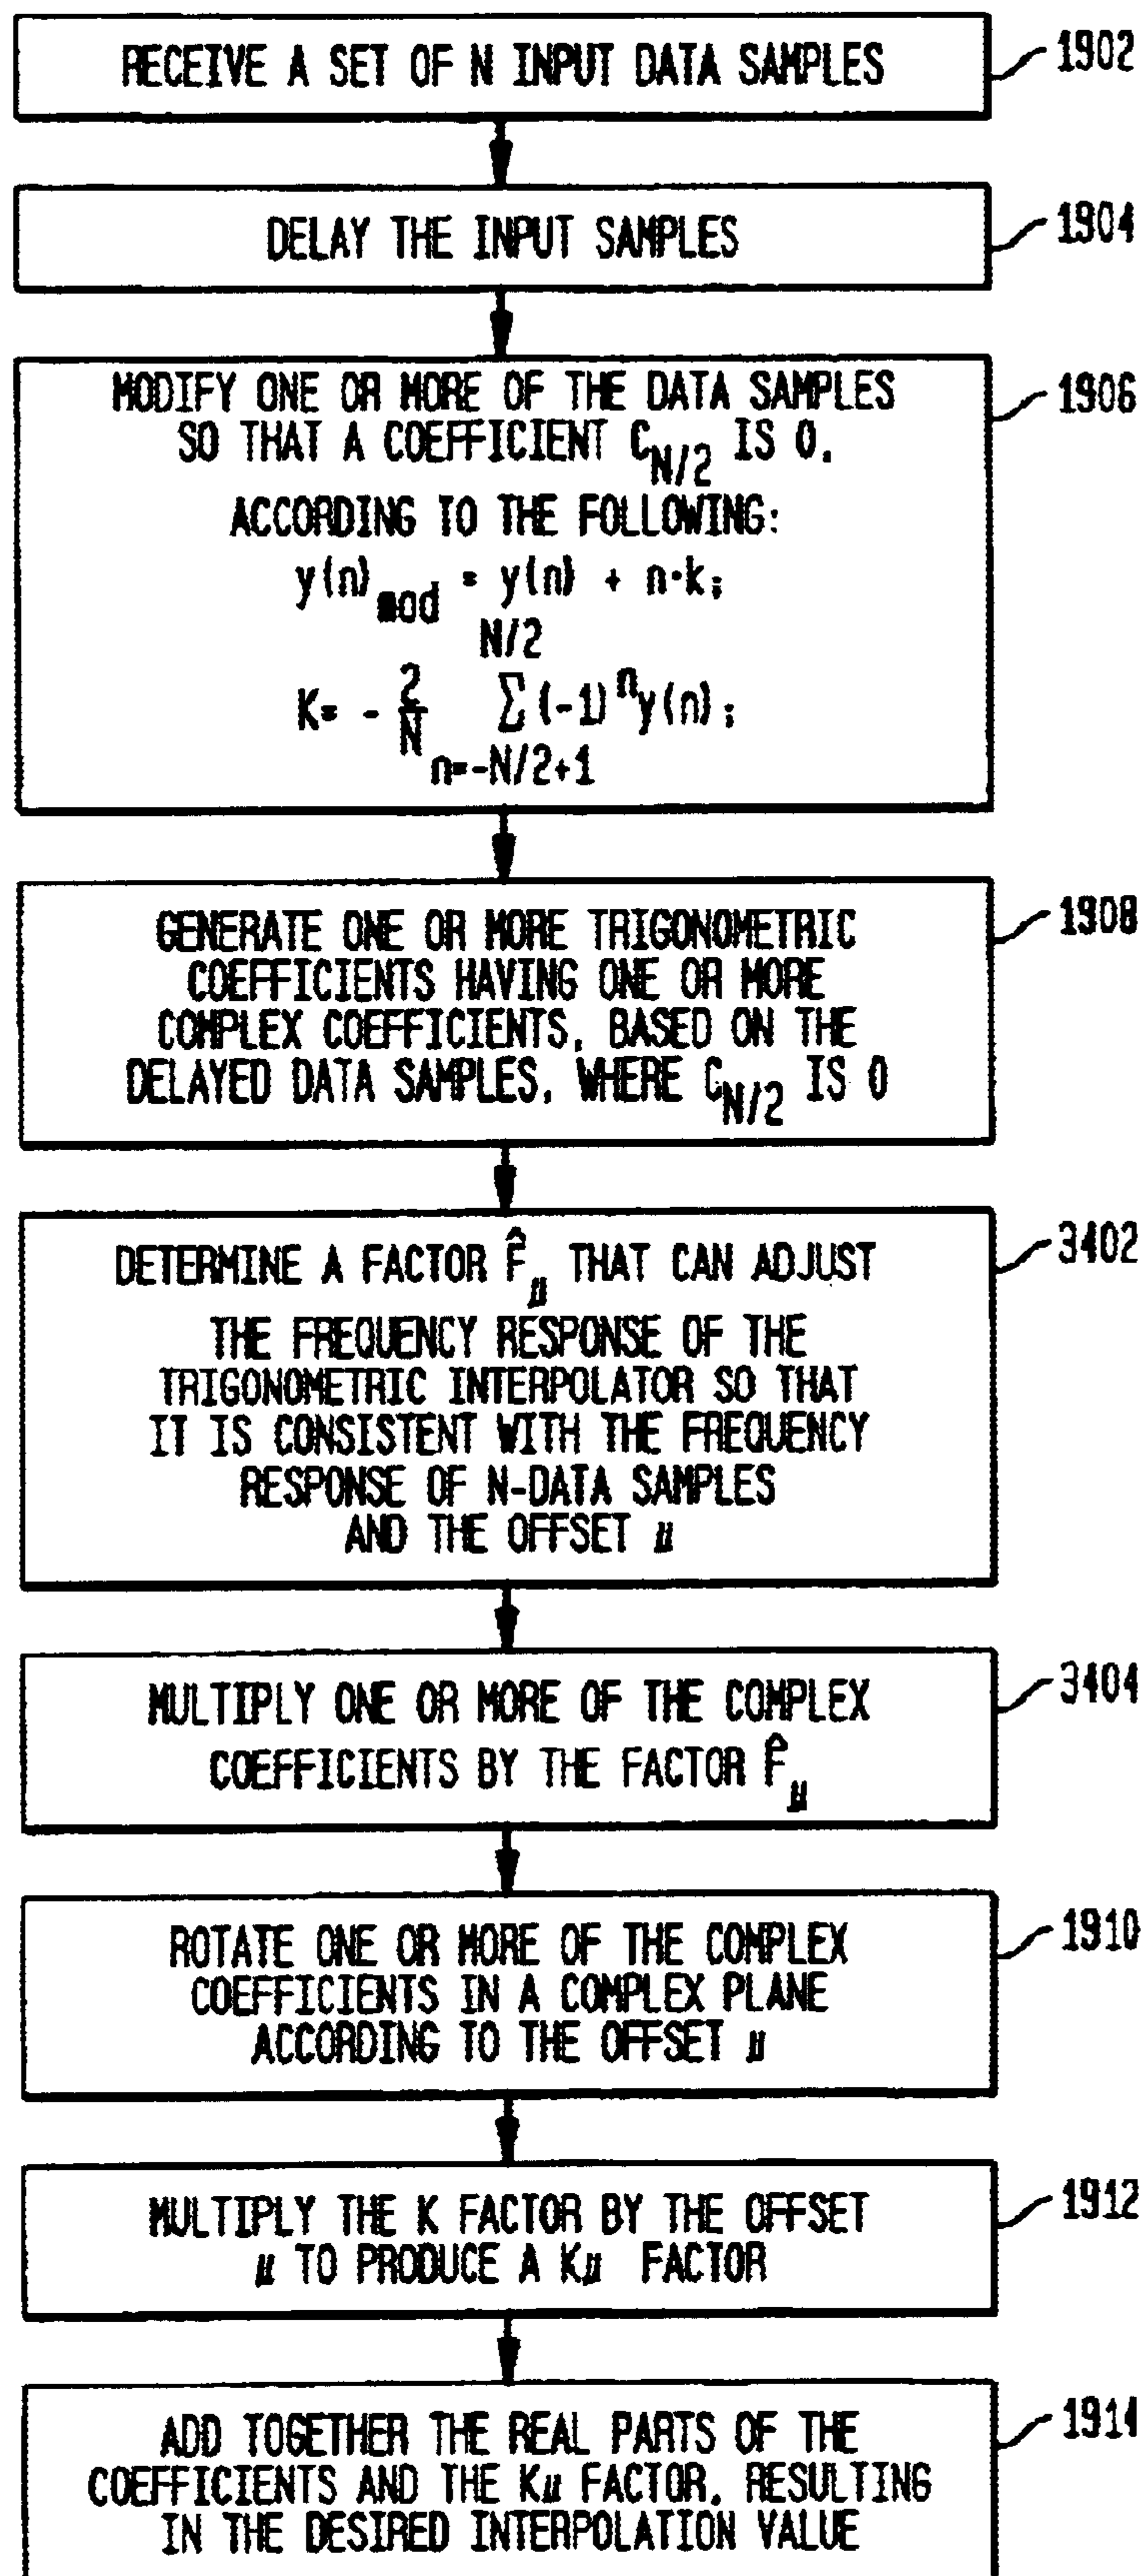 RECEIVE A SET OF N INPUT DATA SAMPLES
1902
DELAY THE INPUT SAMPLES
1904
MODIFY ONE OR MORE OF THE DATA SAMPLES
1906
SO THAT A COEFFICIENT C_{N/2} IS 0,
ACCORDING TO THE FOLLOWING:
y(n)_{mod} = y(n) + n·k;
N/2
K= - 2/N Σ (-1)^n y(n);
n=-N/2+1
GENERATE ONE OR MORE TRIGONOMETRIC
1908
COEFFICIENTS HAVING ONE OR MORE
COMPLEX COEFFICIENTS, BASED ON THE
DELAYED DATA SAMPLES, WHERE C_{N/2} IS 0
DETERMINE A FACTOR F̂_μ THAT CAN ADJUST
3402
THE FREQUENCY RESPONSE OF THE
TRIGONOMETRIC INTERPOLATOR SO THAT
IT IS CONSISTENT WITH THE FREQUENCY
RESPONSE OF N-DATA SAMPLES
AND THE OFFSET μ
MULTIPLY ONE OR MORE OF THE COMPLEX
3404
COEFFICIENTS BY THE FACTOR F̂_μ
ROTATE ONE OR MORE OF THE COMPLEX
1910
COEFFICIENTS IN A COMPLEX PLANE
ACCORDING TO THE OFFSET μ
MULTIPLY THE K FACTOR BY THE OFFSET
1912
μ TO PRODUCE A Kμ FACTOR
ADD TOGETHER THE REAL PARTS OF THE
1914
COEFFICIENTS AND THE Kμ FACTOR, RESULTING
IN THE DESIRED INTERPOLATION VALUE